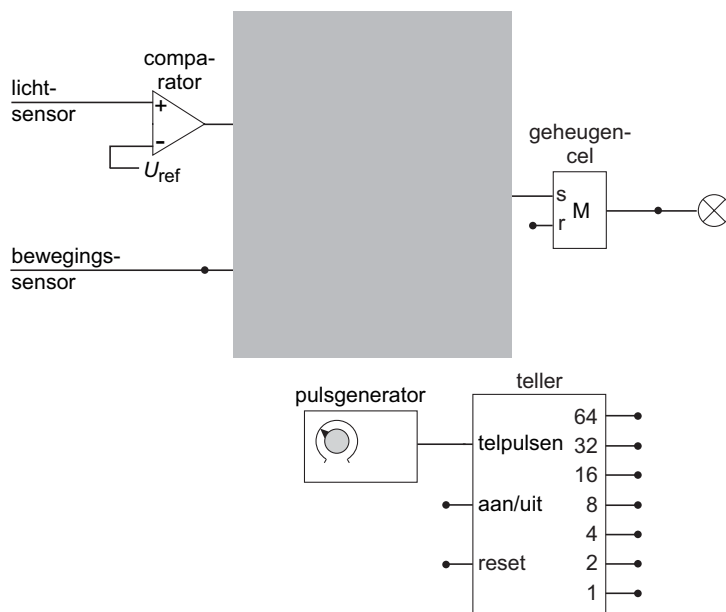 compa-
rator
licht-
sensor
+
-
Uref
geheugen-
cel
s
M
r
bewegings-
sensor
teller
pulsgenerator
64
telpulsen
32
16
aan/uit
8
4
reset
2
1